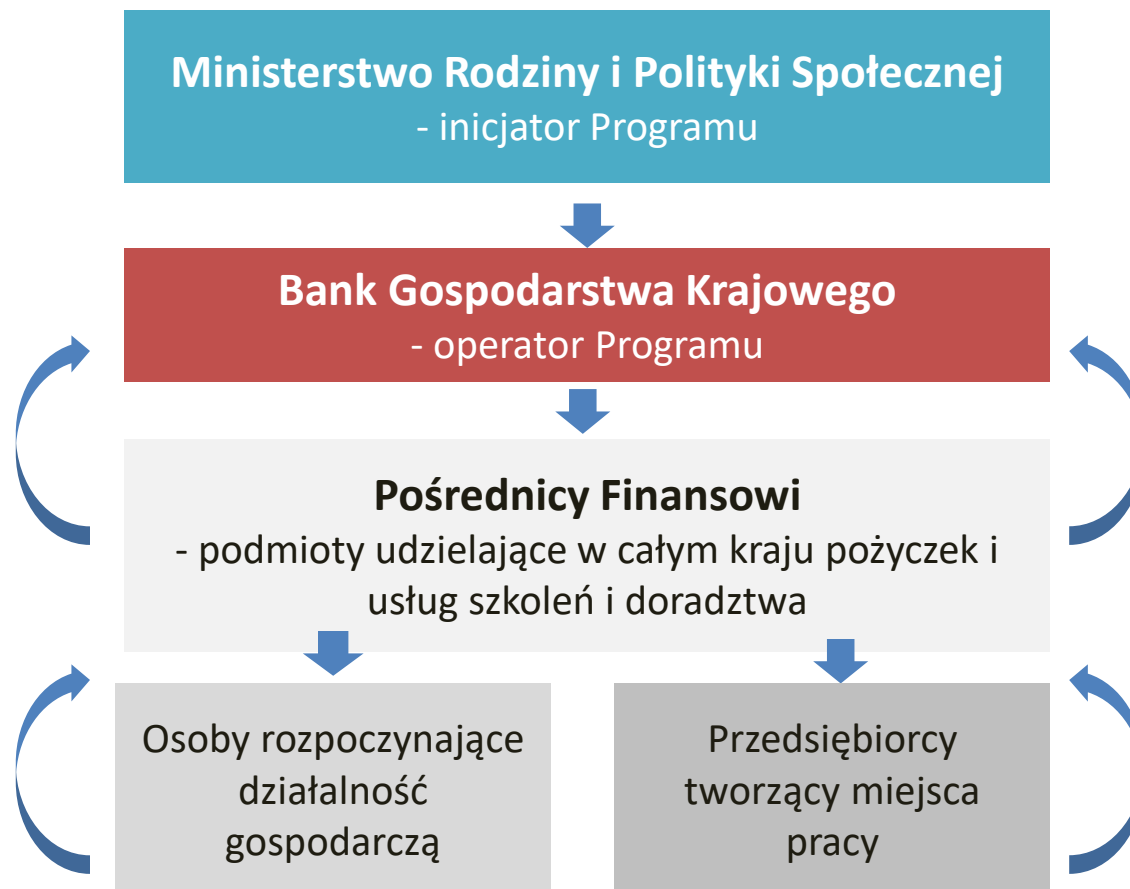 Ministerstwo Rodziny i Polityki Społecznej
- inicjator Programu
Bank Gospodarstwa Krajowego
- operator Programu
Pośrednicy Finansowi
- podmioty udzielające w całym kraju pożyczek i
usług szkoleń i doradztwa
Osoby rozpoczynające
działalność
gospodarczą
Przedsiębiorcy
tworzący miejsca
pracy